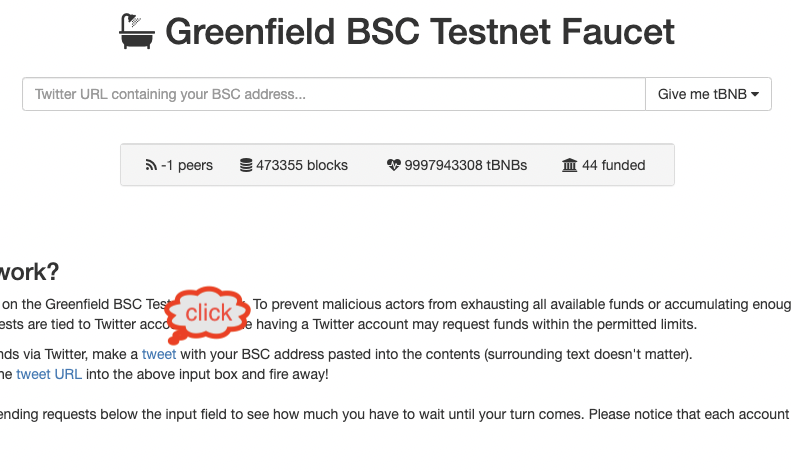 Greenfield BSC Testnet Faucet
Twitter URL containing your BSC address... Give me tBNB
-1 peers 473355 blocks 9997943308 tBNBs 44 funded
work?
on the Greenfield BSC Test To prevent malicious actors from exhausting all available funds or accumulating enoug
click
ests are tied to Twitter acco having a Twitter account may request funds within the permitted limits.
nds via Twitter, make a tweet with your BSC address pasted into the contents (surrounding text doesn't matter).
he tweet URL into the above input box and fire away!
ending requests below the input field to see how much you have to wait until your turn comes. Please notice that each account